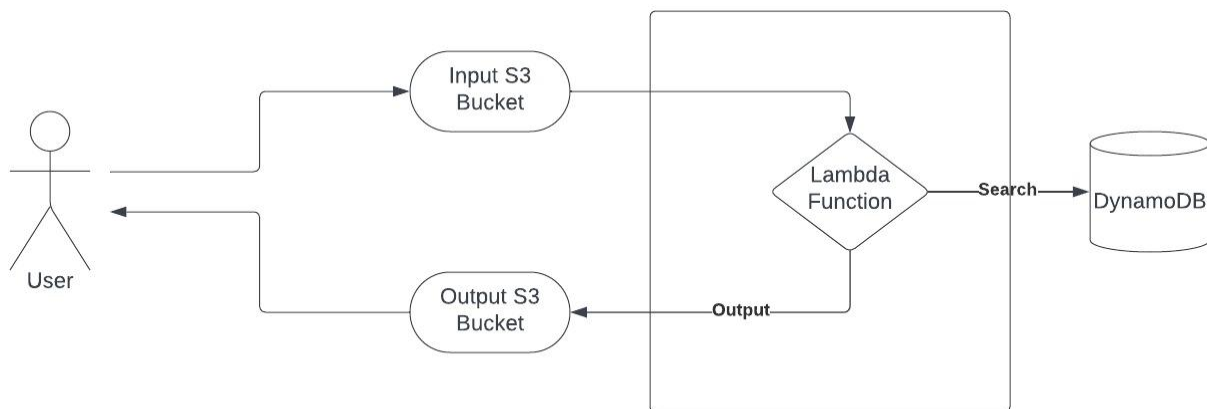 Input S3
Bucket
Lambda
Function
Search
DynamoDB
User
Output S3
Bucket
Output